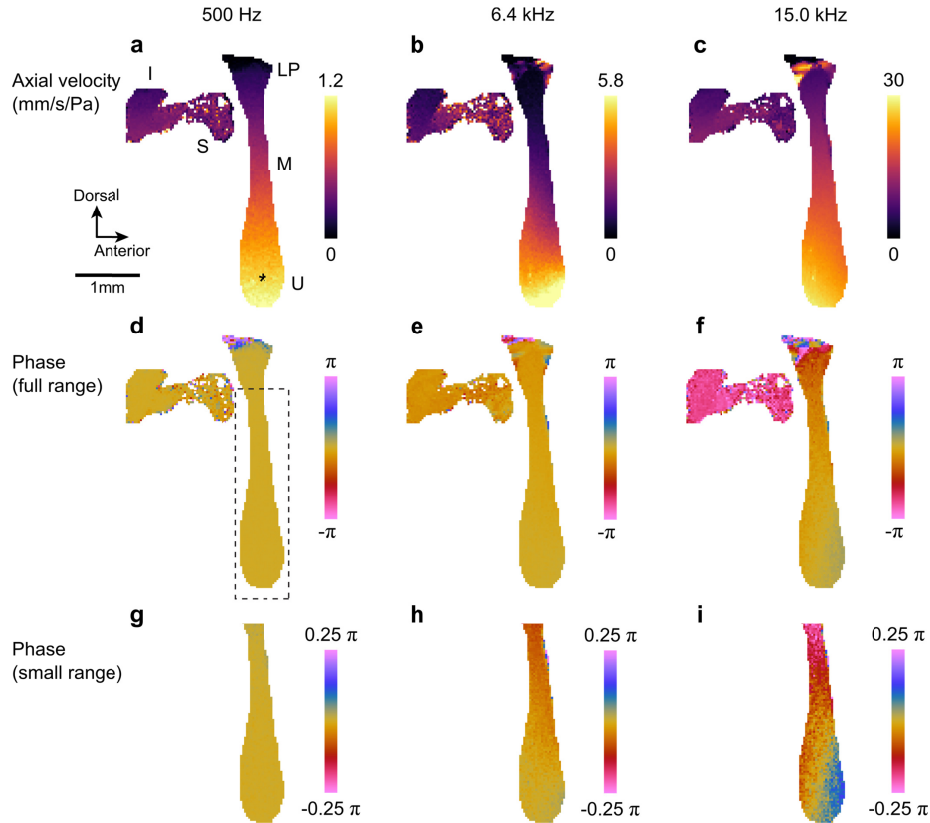 500 Hz 6.4 kHz 15.0 kHz
a b c
Axial velocity
(mm/s/Pa)
I LP 1.2 5.8 30
S
M
Dorsal
Anterior
0 0 0
1mm
U
*
d e f
Phase
(full range)
π π π
-π -π -π
g h i
Phase
(small range)
0.25 π 0.25 π 0.25 π
-0.25 π -0.25 π -0.25 π